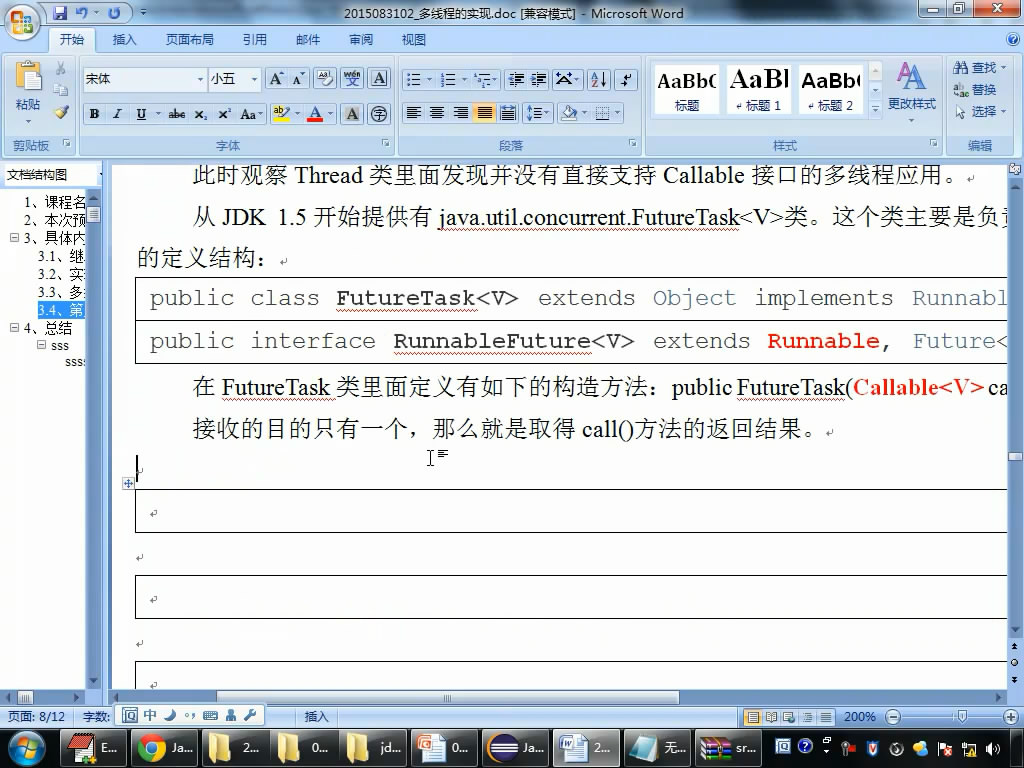 2015083102_多线程的实现.doc [兼容模式] - Microsoft Word
开始 插入 页面布局 引用 邮件 审阅 视图
粘贴
宋体 小五
AaBbC AaBl AaBb(
标题 标题 1 标题 2
更改样式
查找
替换
选择
剪贴板 字体 段落 样式 编辑
文档结构图
1、课程名
2、本次预
3、具体内
3.1、继
3.2、实
3.3、多
3.4、第
4、总结
sss
ssss
此时观察 Thread 类里面发现并没有直接支持 Callable 接口的多线程应用。
从 JDK 1.5 开始提供有 java.util.concurrent.FutureTask<V>类。这个类主要是负责
的定义结构：
public class FutureTask<V> extends Object implements Runnabl
public interface RunnableFuture<V> extends Runnable, Future<
在 FutureTask 类里面定义有如下的构造方法：public FutureTask(Callable<V> ca
接收的目的只有一个，那么就是取得 call()方法的返回结果。
页面: 8/12 字数: 中 插入 200%
E... Ja... 2... 0... jd... 0... Ja... 2... 无... sr...